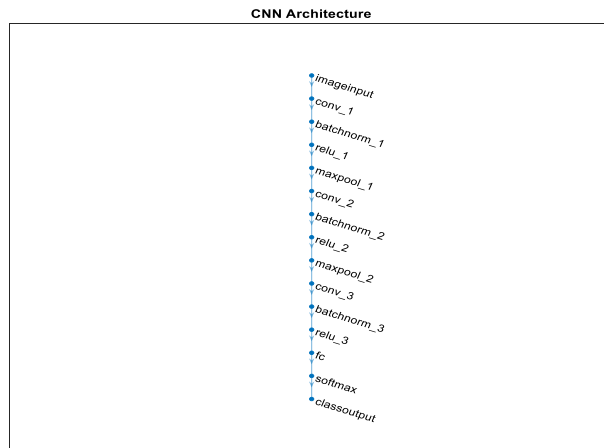 CNN Architecture
imageinput
conv_1
batchnorm_1
relu_1
maxpool_1
conv_2
batchnorm_2
relu_2
maxpool_2
conv_3
batchnorm_3
relu_3
fc
softmax
classoutput